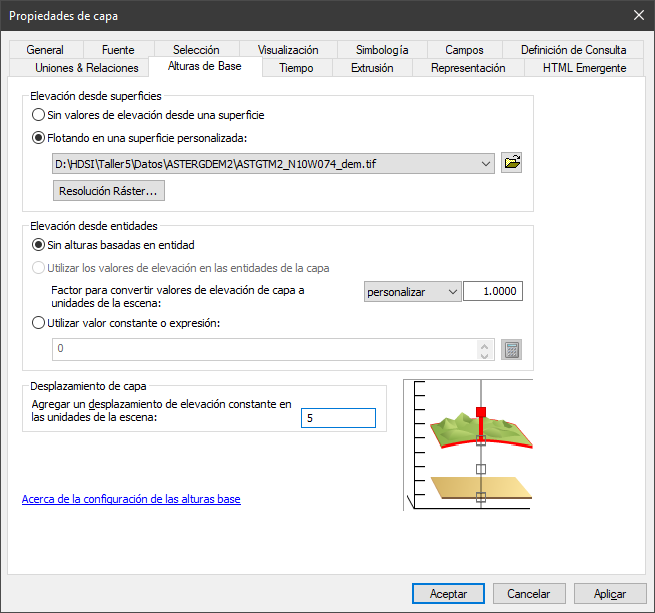 Propiedades de capa
General
Fuente
Selección
Visualización
Simbología
Campos
Definición de Consulta
Uniones & Relaciones
Alturas de Base
Tiempo
Extrusión
Representación
HTML Emergente
Elevación desde superficies
Sin valores de elevación desde una superficie
Flotando en una superficie personalizada:
D:\HDSI\Taller5\Datos\ASTERGDEM2\ASTGTM2_N10W074_dem.tif
Resolución Ráster...
Elevación desde entidades
Sin alturas basadas en entidad
Utilizar los valores de elevación en las entidades de la capa
Factor para convertir valores de elevación de capa a
unidades de la escena:
personalizar
1.0000
Utilizar valor constante o expresión:
0
Desplazamiento de capa
Agregar un desplazamiento de elevación constante en
las unidades de la escena:
5
Acerca de la configuración de las alturas base
Aceptar
Cancelar
Aplicar